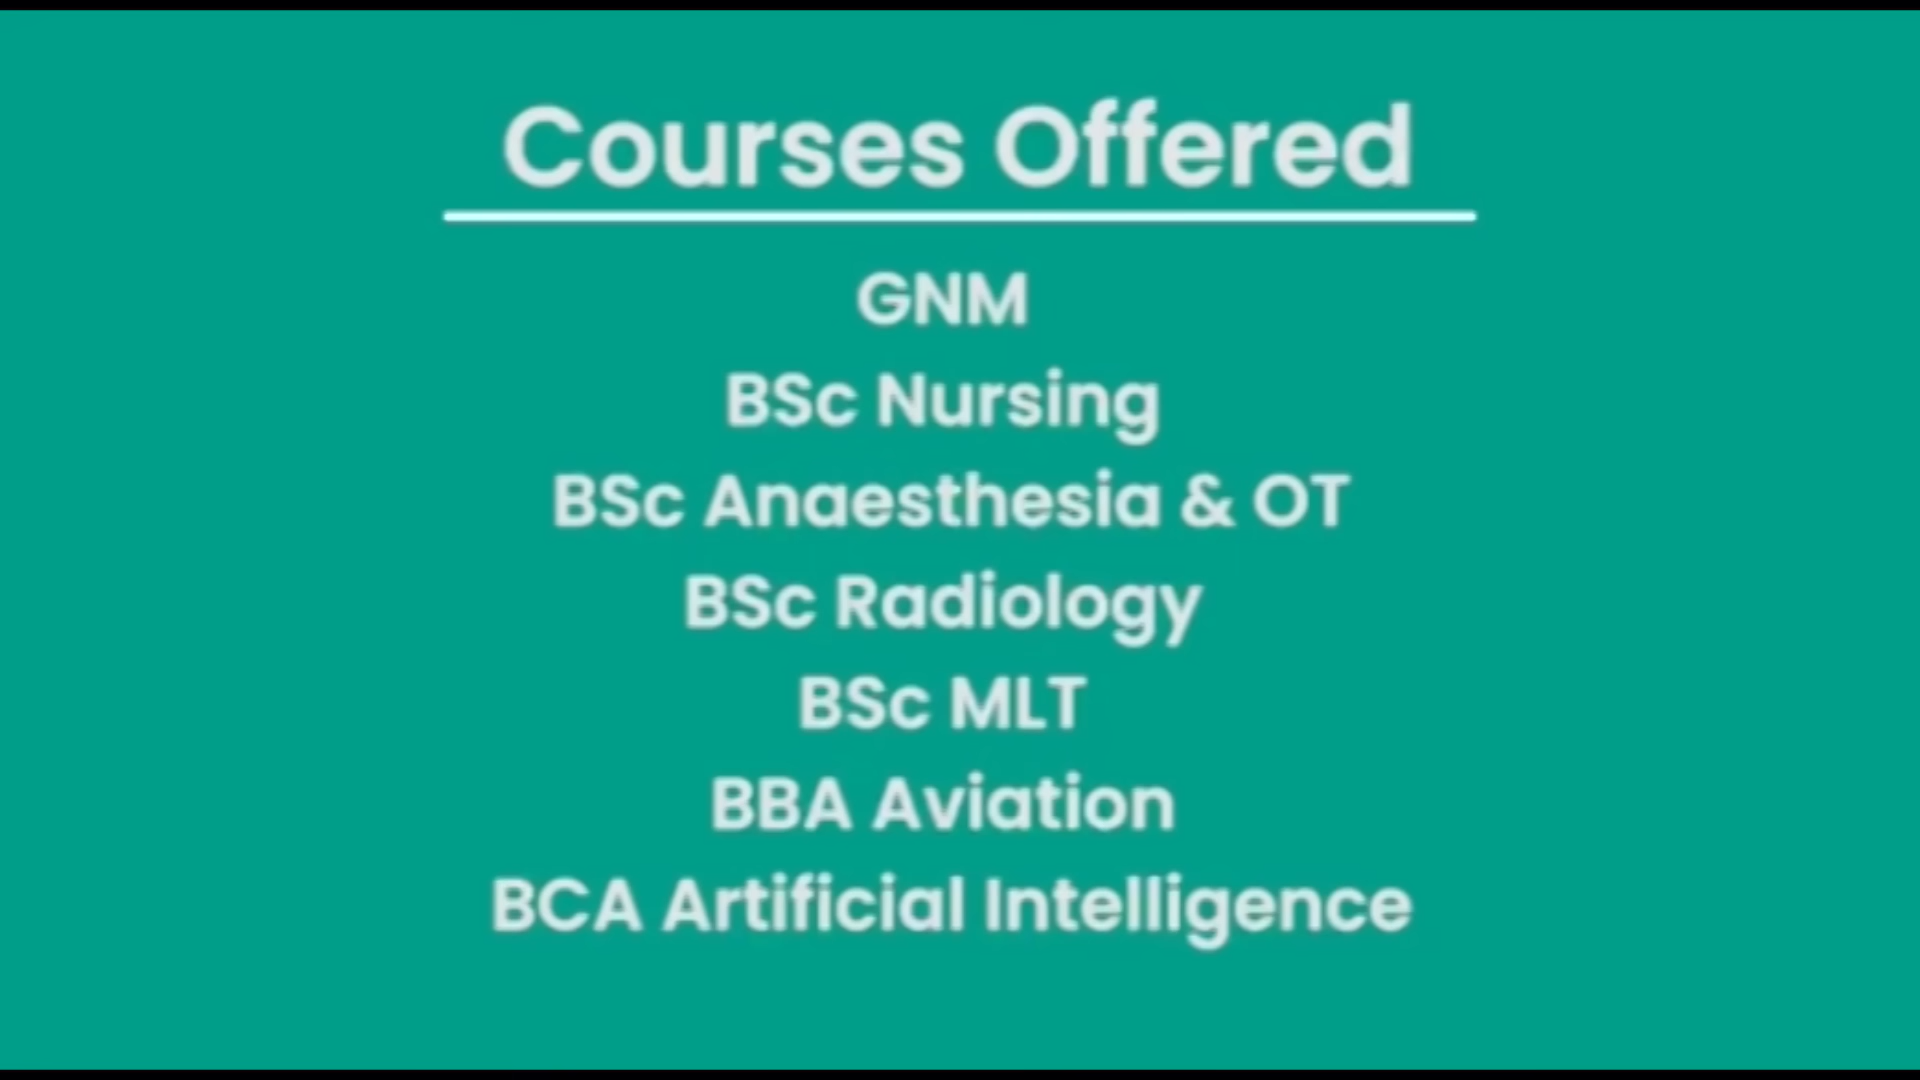 Courses Offered
GNM
BSc Nursing
BSc Anaesthesia & OT
BSc Radiology
BSc MLT
BBA Aviation
BCA Artificial Intelligence